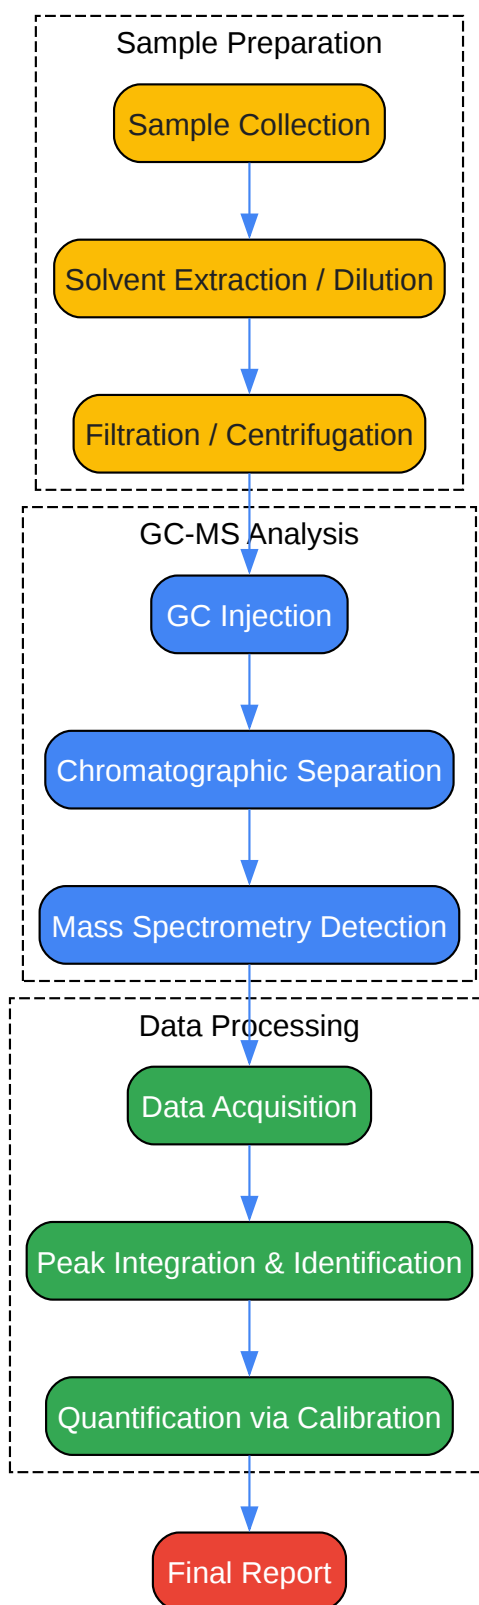 Sample Preparation
Sample Collection
Solvent Extraction / Dilution
Filtration / Centrifugation
GC-MS Analysis
GC Injection
Chromatographic Separation
Mass Spectrometry Detection
Data Processing
Data Acquisition
Peak Integration & Identification
Quantification via Calibration
Final Report